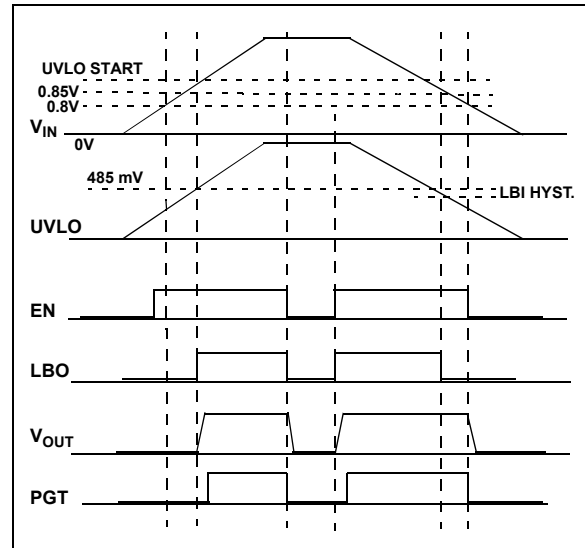 UVLO START
0.85V
0.8V
VIN
0V
485 mV
LBI HYST.
UVLO
EN
LBO
VOUT
PGT